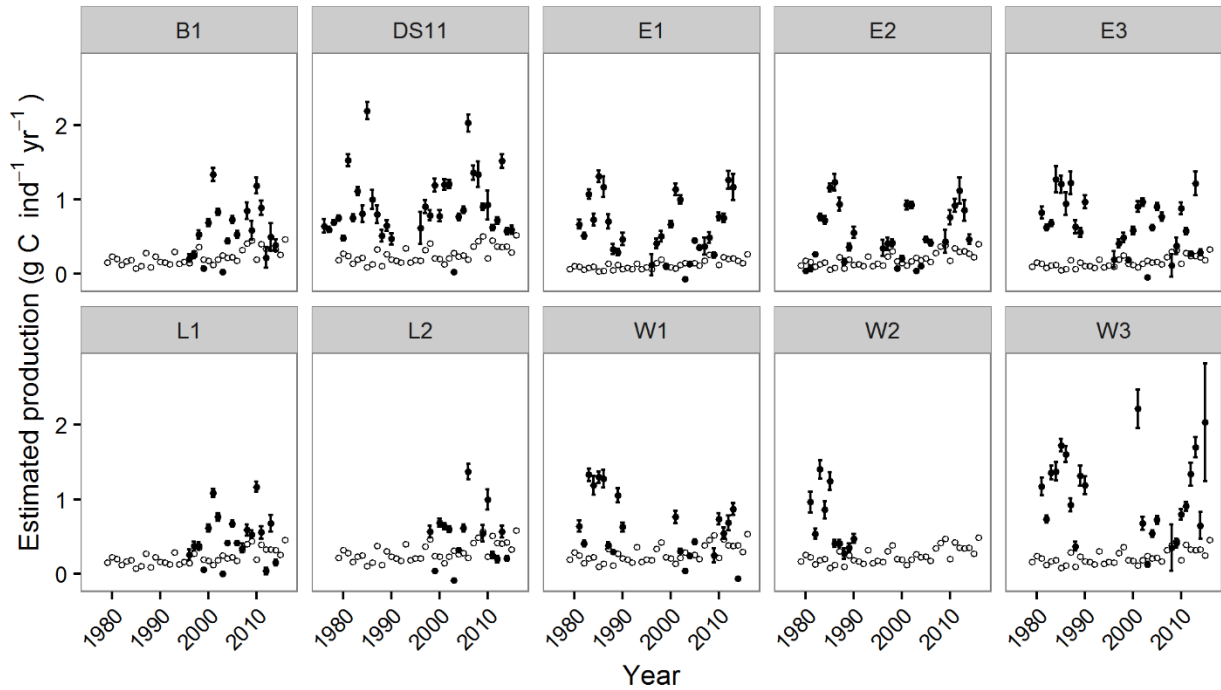 B1 DS11 E1 E2 E3
2
1
0
L1 L2 W1 W2 W3
2
1
0
Estimated production (g C ind⁻¹ yr⁻¹ )
1980 1990 2000 2010 1980 1990 2000 2010 1980 1990 2000 2010 1980 1990 2000 2010 1980 1990 2000 2010
Year